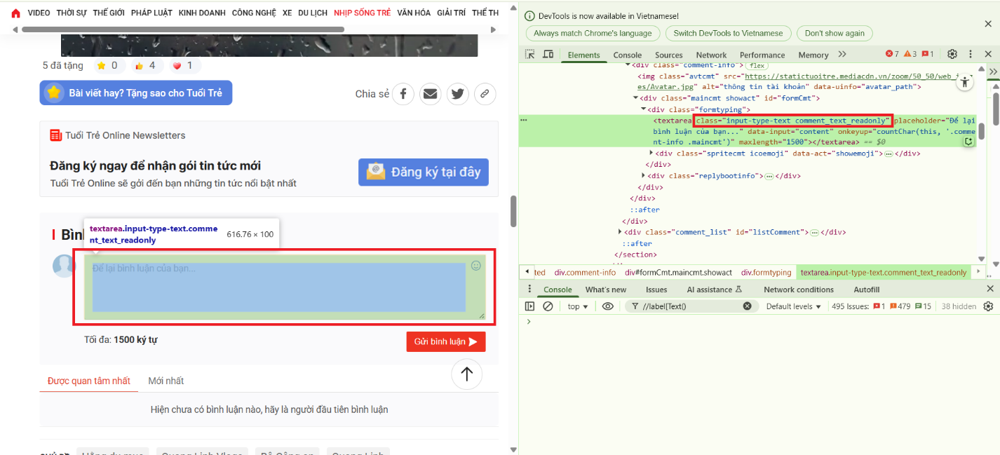 VIDEO THỜI SỰ THẾ GIỚI PHÁP LUẬT KINH DOANH CÔNG NGHỆ XE DU LỊCH NHỊP SỐNG TRẺ VĂN HÓA GIẢI TRÍ THỂ TH
5 đã tặng 0 4 1
Bài viết hay? Tặng sao cho Tuổi Trẻ
Chia sẻ
Tuổi Trẻ Online Newsletters
Đăng ký ngay để nhận gói tin tức mới
Tuổi Trẻ Online sẽ gởi đến bạn những tin tức nổi bật nhất
Đăng ký tại đây
Bìn
textarea.input-type-text.comme
nt_text_readonly
616.76 × 100
Để lại bình luận của bạn...
Tối đa: 1500 ký tự
Gửi bình luận
Được quan tâm nhất Mới nhất
Hiện chưa có bình luận nào, hãy là người đầu tiên bình luận
DevTools is now available in Vietnamese!
Always match Chrome's language Switch DevTools to Vietnamese Don't show again
Elements Console Sources Network Performance Memory 7 3 1
<div class="comment-info"> flex
<img class="avtcmt" src="https://statictuoitre.mediacdn.vn/zoom/50_50/web_i
es/Avatar.jpg" alt="thông tin tài khoản" data-uinfo="avatar_path">
<div class="maincmt showact" id="formCmt">
<div class="formtyping">
<textarea class="input-type-text comment_text_readonly" placeholder="Để lại
bình luận của bạn..." data-input="content" onkeyup="countChar(this, '.comme
nt-info .maincmt')" maxlength="1500"></textarea> == $0
<div class="spritecmt icoemoji" data-act="showemoji"> … </div>
</div>
<div class="replybootinfo"> … </div>
</div>
</div>
::after
</div>
<div class="comment_list" id="listComment"> … </div>
::after
</section>
ted div.comment-info div#formCmt.maincmt.showact div.formtyping textarea.input-type-text.comment_text_readonly
Console What's new Issues AI assistance Network conditions Autofill
top //label[Text() Default levels 495 Issues: 1 479 15 38 hidden